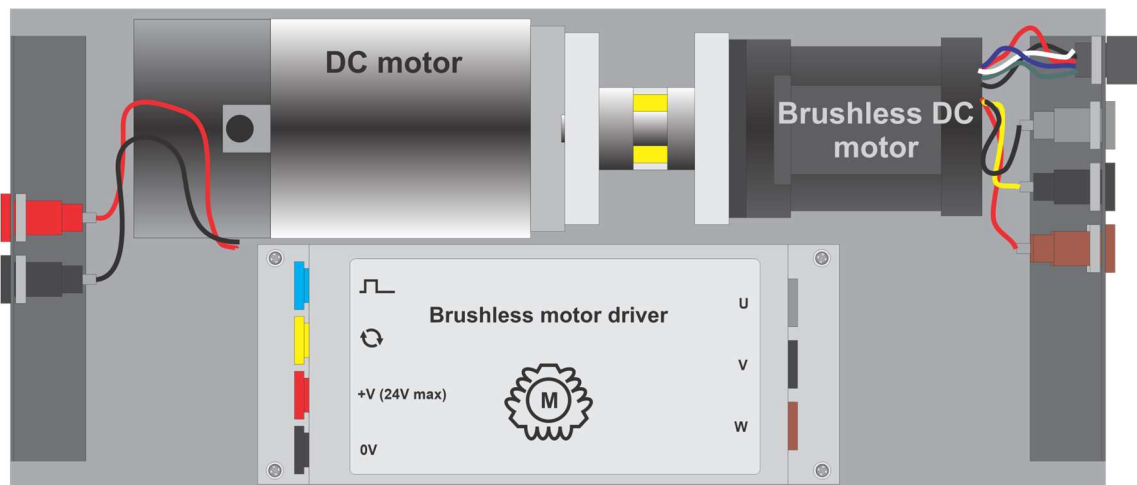 DC motor
Brushless DC
motor
Brushless motor driver
+V (24V max)
0V
M
U
V
W